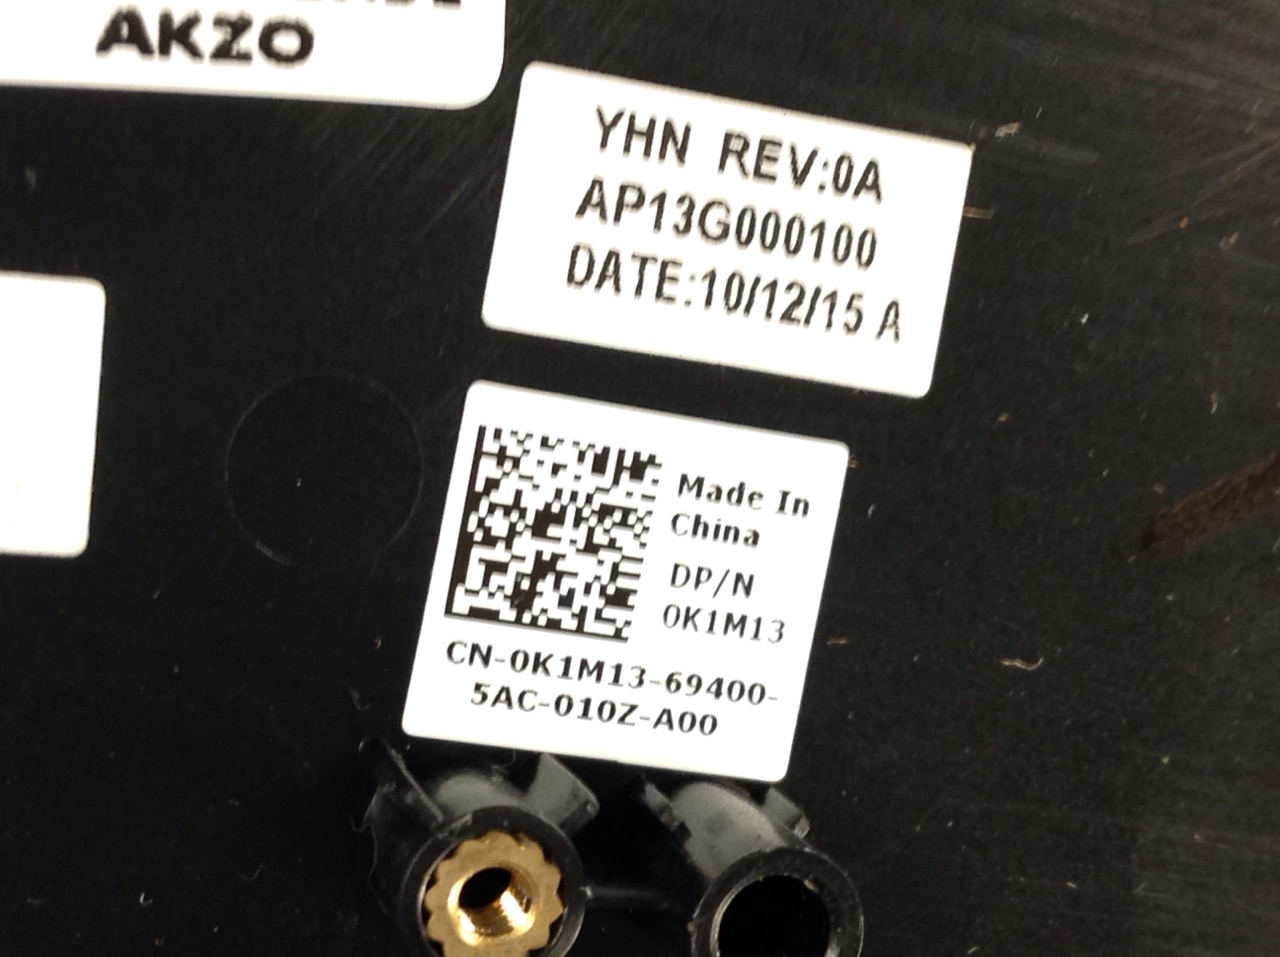 AKZO
YHN REV:0A
AP13G000100
DATE:10/12/15 A
Made In
China
DP/N
0K1M13
CN-0K1M13-69400-
5AC-010Z-A00